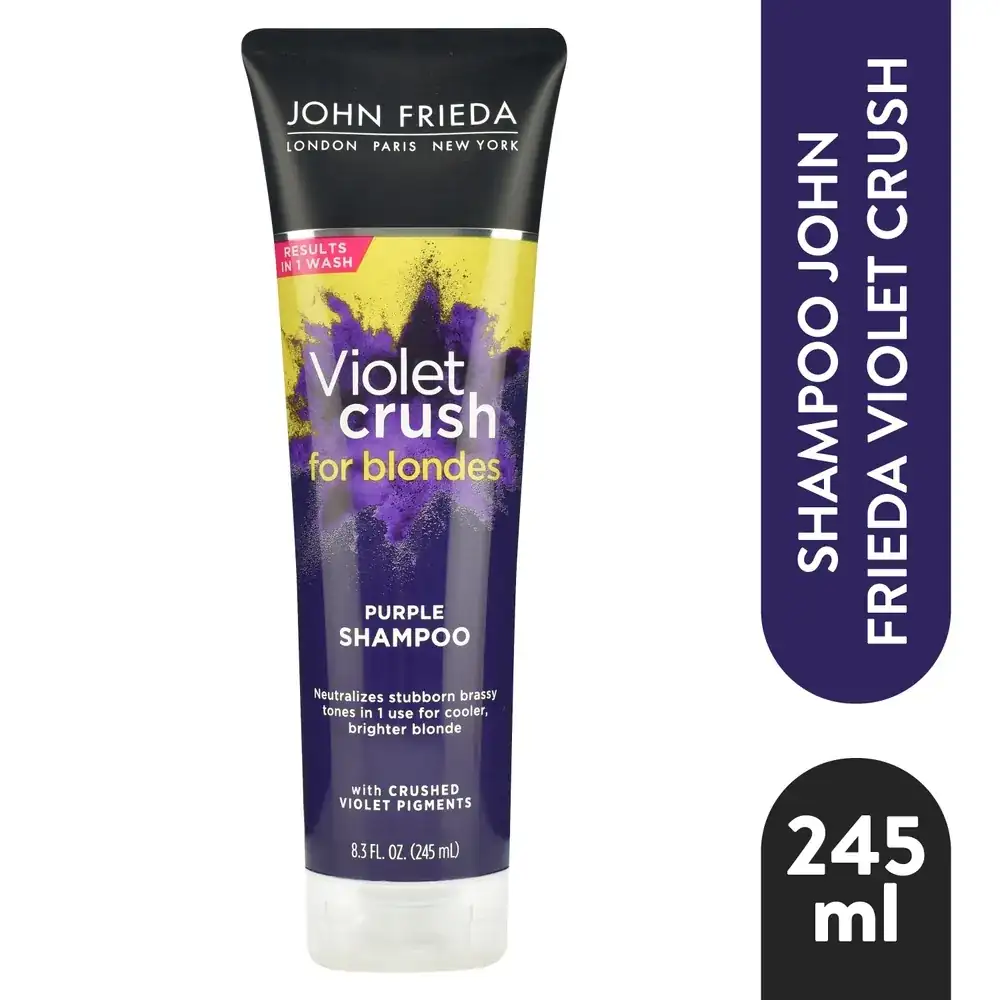 JOHN FRIEDA
LONDON PARIS NEW YORK
RESULTS
IN 1 WASH
Violet
crush
for blondes
PURPLE
SHAMPOO
Neutralizes stubborn brassy
tones in 1 use for cooler,
brighter blonde
with CRUSHED
VIOLET PIGMENTS
8.3 FL. OZ. (245 mL)
SHAMPOO JOHN
FRIEDA VIOLET CRUSH
245
ml